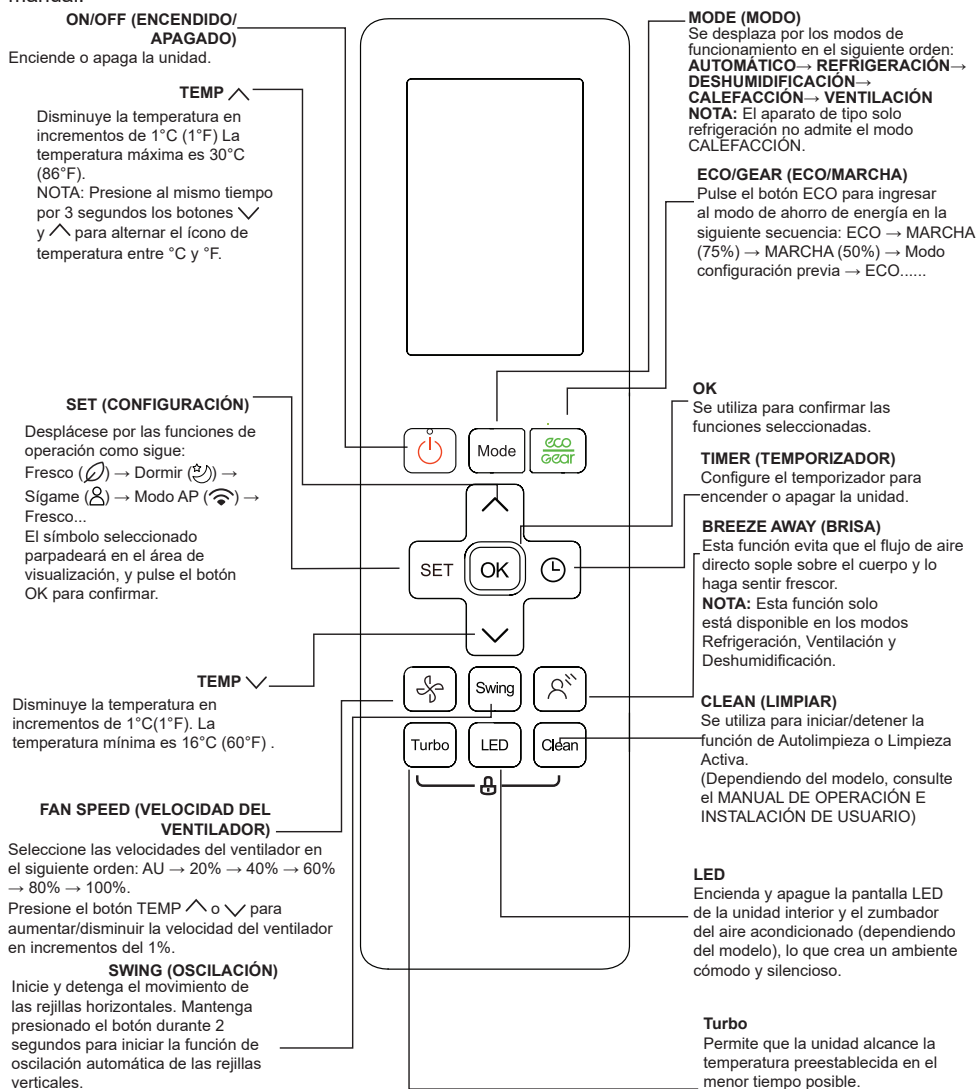 manual.
ON/OFF (ENCENDIDO/
APAGADO)
Enciende o apaga la unidad.
TEMP
Disminuye la temperatura en
incrementos de 1°C (1°F) La
temperatura máxima es 30°C
(86°F).
NOTA: Presione al mismo tiempo
por 3 segundos los botones
y para alternar el ícono de
temperatura entre °C y °F.
SET (CONFIGURACIÓN)
Desplácese por las funciones de
operación como sigue:
Fresco ( ) → Dormir ( ) →
Sígame ( ) → Modo AP ( ) →
Fresco...
El símbolo seleccionado
parpadeará en el área de
visualización, y pulse el botón
OK para confirmar.
TEMP
Disminuye la temperatura en
incrementos de 1°C(1°F). La
temperatura mínima es 16°C (60°F) .
FAN SPEED (VELOCIDAD DEL
VENTILADOR)
Seleccione las velocidades del ventilador en
el siguiente orden: AU → 20% → 40% → 60%
→ 80% → 100%.
Presione el botón TEMP o para
aumentar/disminuir la velocidad del ventilador
en incrementos del 1%.
SWING (OSCILACIÓN)
Inicie y detenga el movimiento de
las rejillas horizontales. Mantenga
presionado el botón durante 2
segundos para iniciar la función de
oscilación automática de las rejillas
verticales.
Mode
eco
Gear
SET
OK
Swing
Turbo
LED
Clean
MODE (MODO)
Se desplaza por los modos de
funcionamiento en el siguiente orden:
AUTOMÁTICO→ REFRIGERACIÓN→
DESHUMIDIFICACIÓN→
CALEFACCIÓN→ VENTILACIÓN
NOTA: El aparato de tipo solo
refrigeración no admite el modo
CALEFACCIÓN.
ECO/GEAR (ECO/MARCHA)
Pulse el botón ECO para ingresar
al modo de ahorro de energía en la
siguiente secuencia: ECO → MARCHA
(75%) → MARCHA (50%) → Modo
configuración previa → ECO......
OK
Se utiliza para confirmar las
funciones seleccionadas.
TIMER (TEMPORIZADOR)
Configure el temporizador para
encender o apagar la unidad.
BREEZE AWAY (BRISA)
Esta función evita que el flujo de aire
directo sople sobre el cuerpo y lo
haga sentir frescor.
NOTA: Esta función solo
está disponible en los modos
Refrigeración, Ventilación y
Deshumidificación.
CLEAN (LIMPIAR)
Se utiliza para iniciar/detener la
función de Autolimpieza o Limpieza
Activa.
(Dependiendo del modelo, consulte
el MANUAL DE OPERACIÓN E
INSTALACIÓN DE USUARIO)
LED
Encienda y apague la pantalla LED
de la unidad interior y el zumbador
del aire acondicionado (dependiendo
del modelo), lo que crea un ambiente
cómodo y silencioso.
Turbo
Permite que la unidad alcance la
temperatura preestablecida en el
menor tiempo posible.